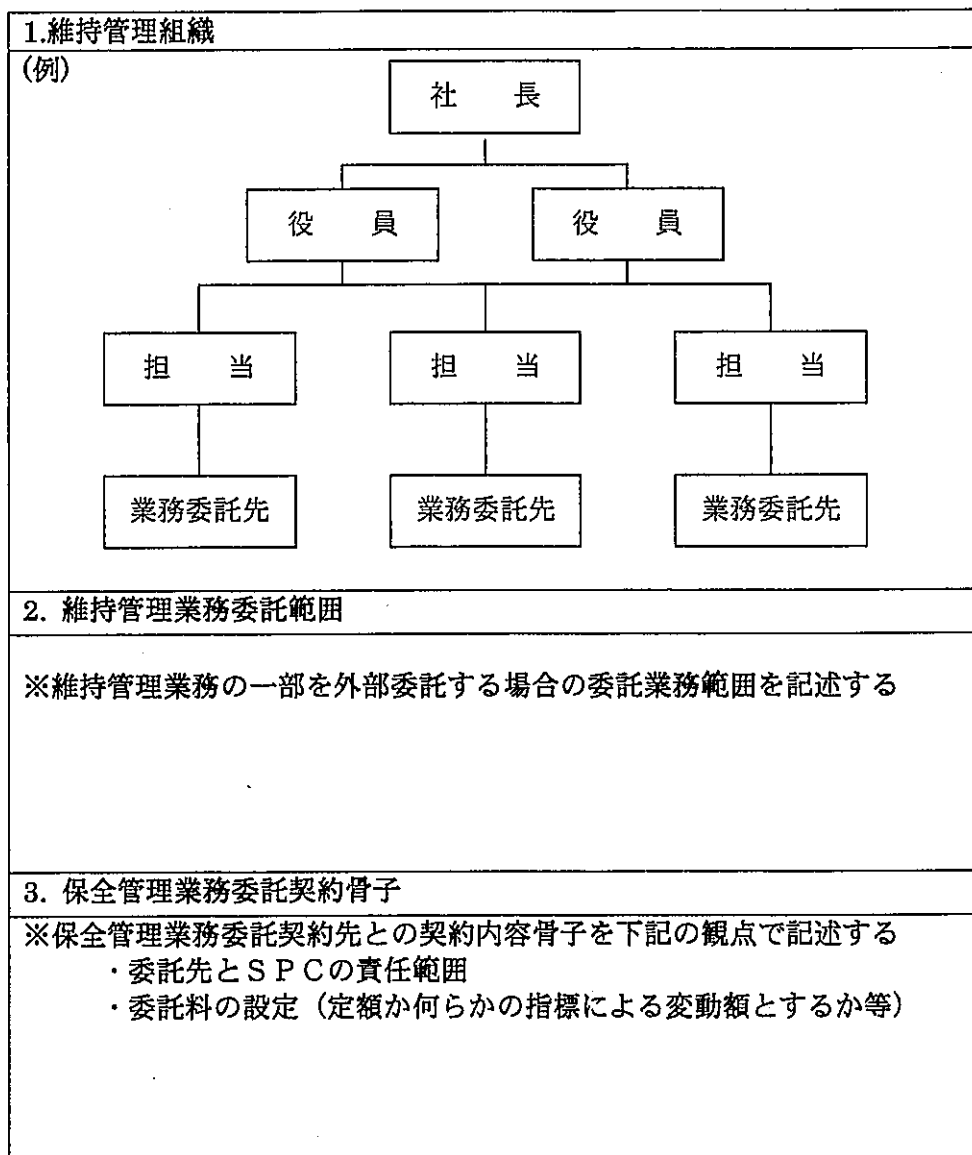 1.維持管理組織
(例)
社　長
役　員　役　員
担　当　担　当　担　当
業務委託先　業務委託先　業務委託先
2. 維持管理業務委託範囲
※維持管理業務の一部を外部委託する場合の委託業務範囲を記述する
3. 保全管理業務委託契約骨子
※保全管理業務委託契約先との契約内容骨子を下記の観点で記述する
・委託先とＳＰＣの責任範囲
・委託料の設定（定額か何らかの指標による変動額とするか等）